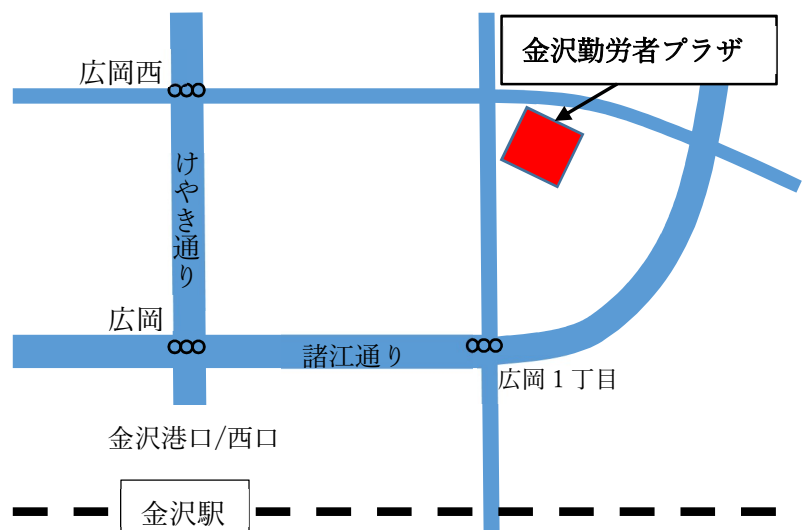 金沢勤労者プラザ
広岡西
けやき通り
広岡
諸江通り
広岡１丁目
金沢港口/西口
金沢駅